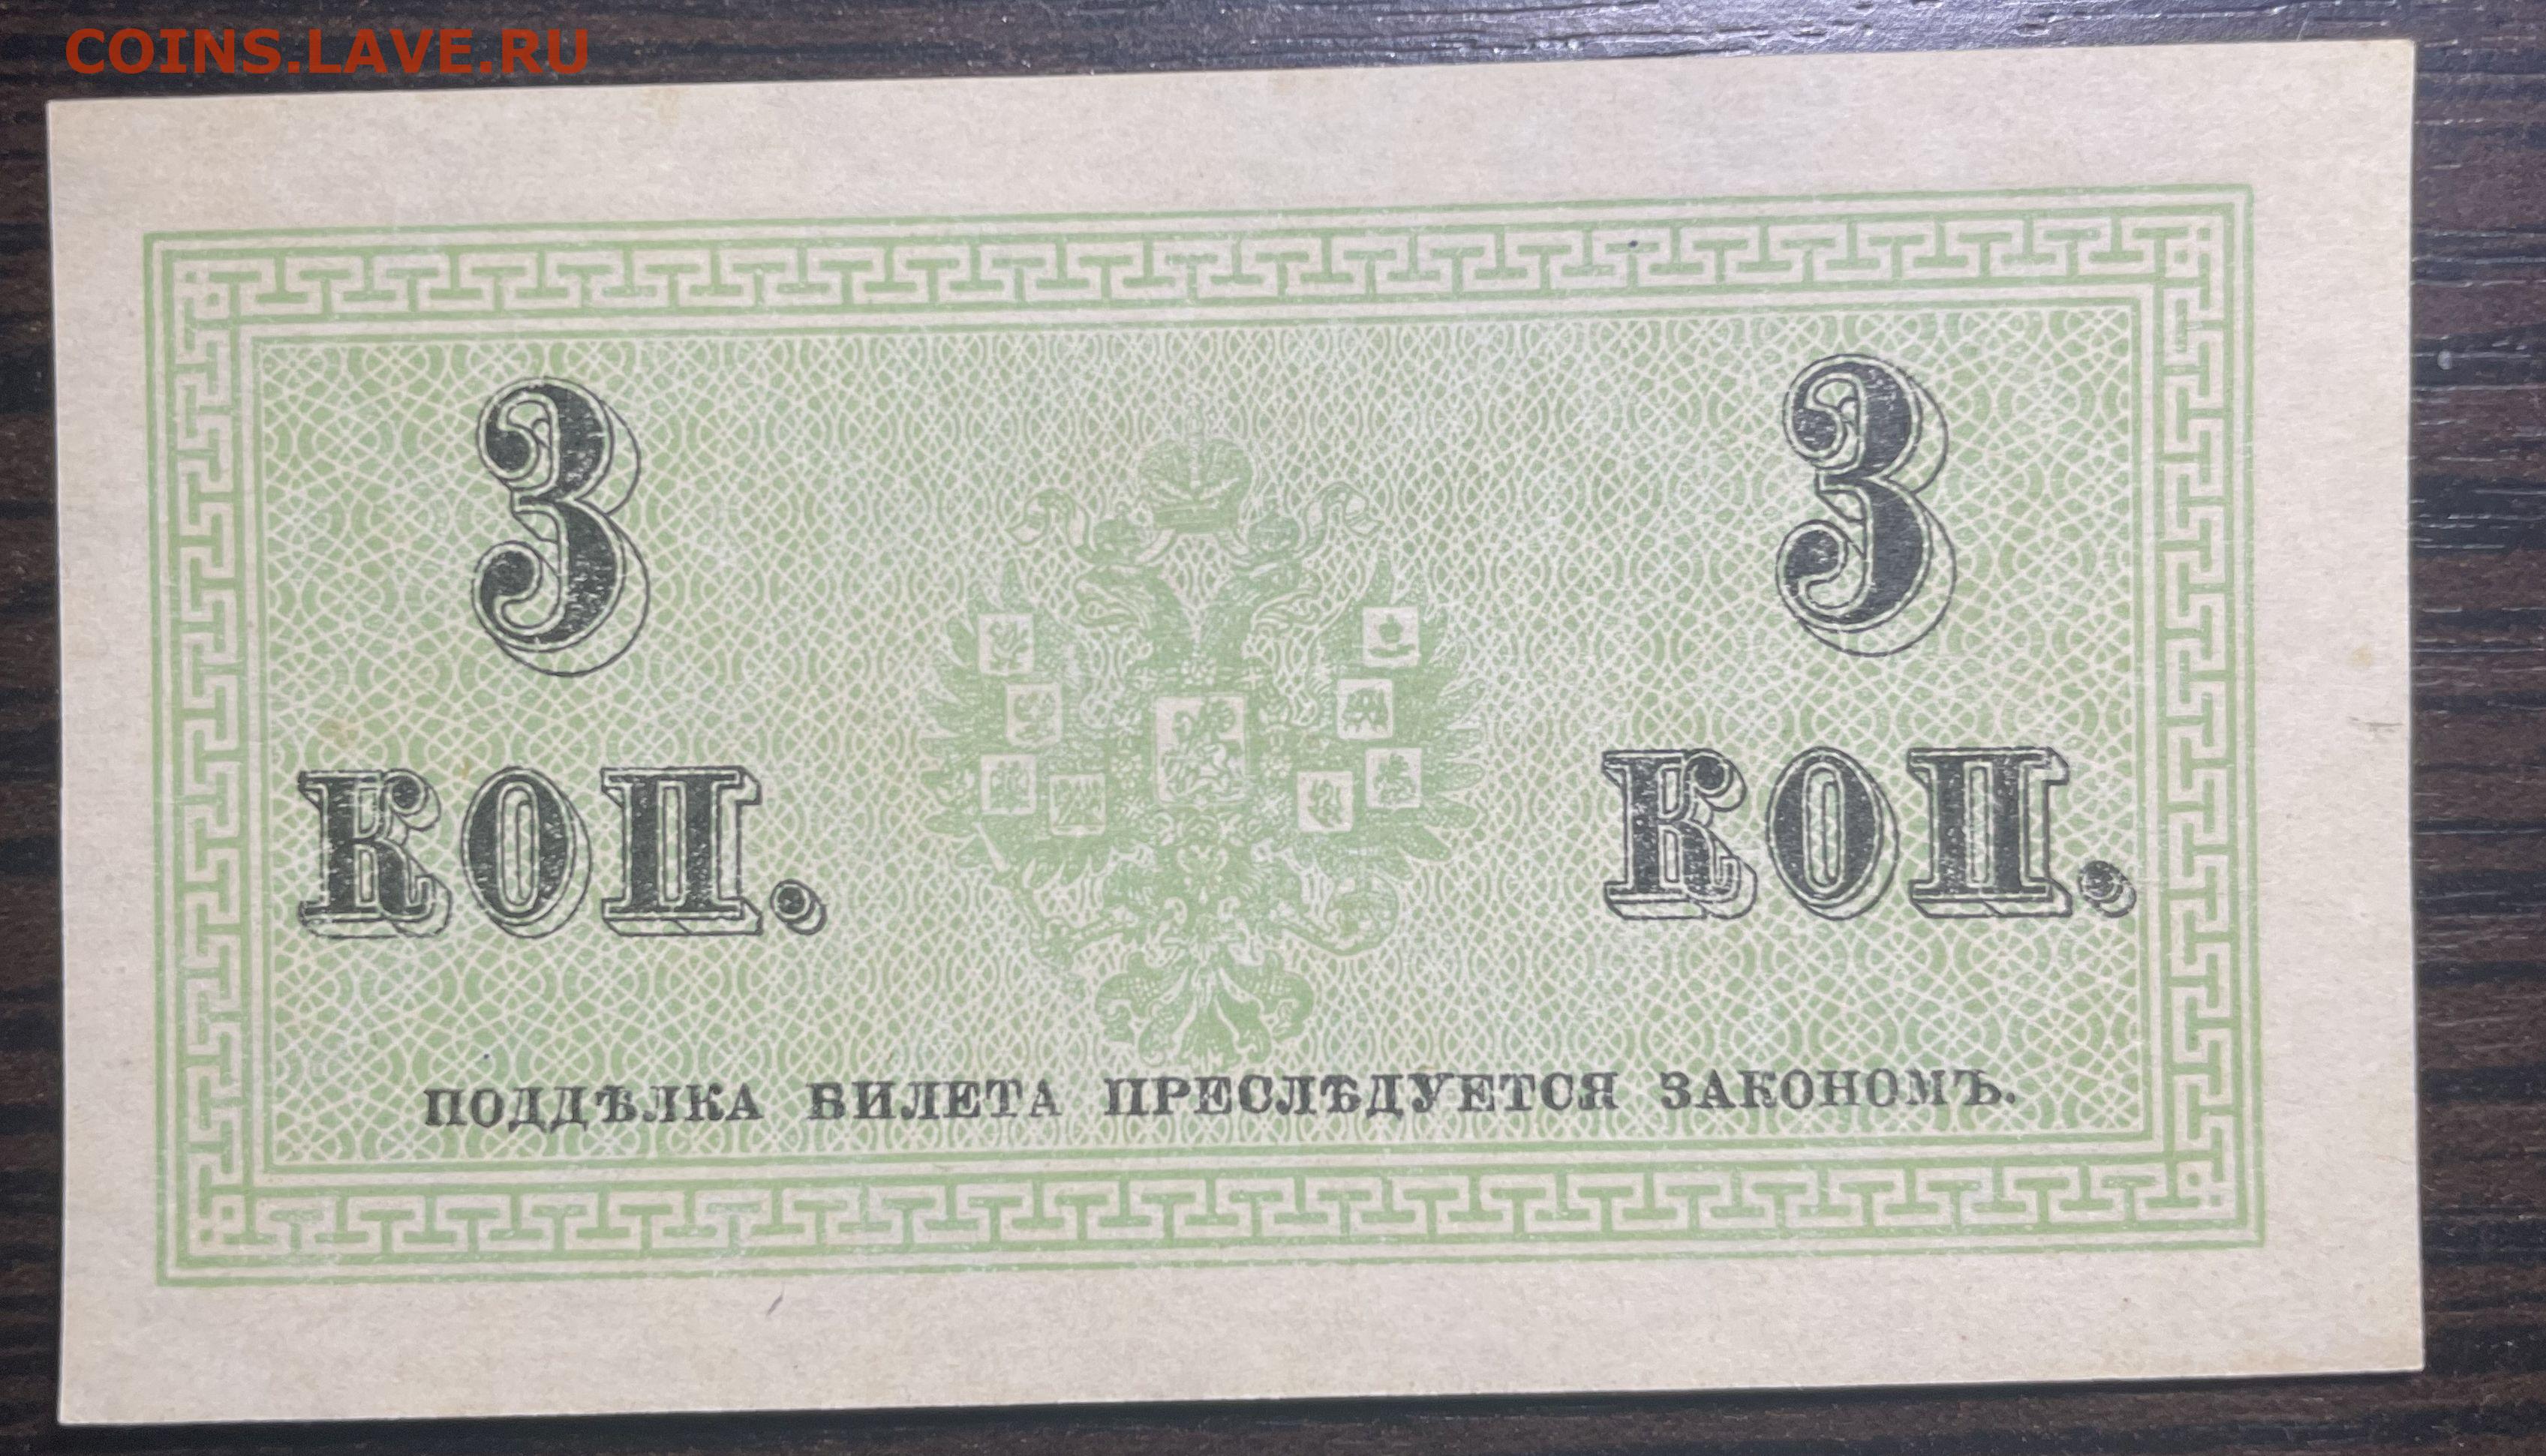 COINS.LAVE.RU
3 3
КОП. КОП.
ПОДДѢЛКА БИЛЕТА ПРЕСЛѢДУЕТСЯ ЗАКОНОМЪ.